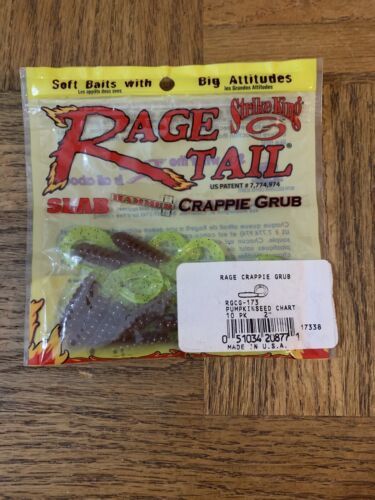 Soft Baits with Big Attitudes
Les appâts doux avec les Grandes Attitudes
Strike King
RAGE
TAIL®
US PATENT # 7,774,974
SLAB HAMMER CRAPPIE GRUB
RAGE CRAPPIE GRUB
RGCG-173
PUMPKINSEED CHART
10 PK 2"
17338
0 51034 20877 1
MADE IN U.S.A.